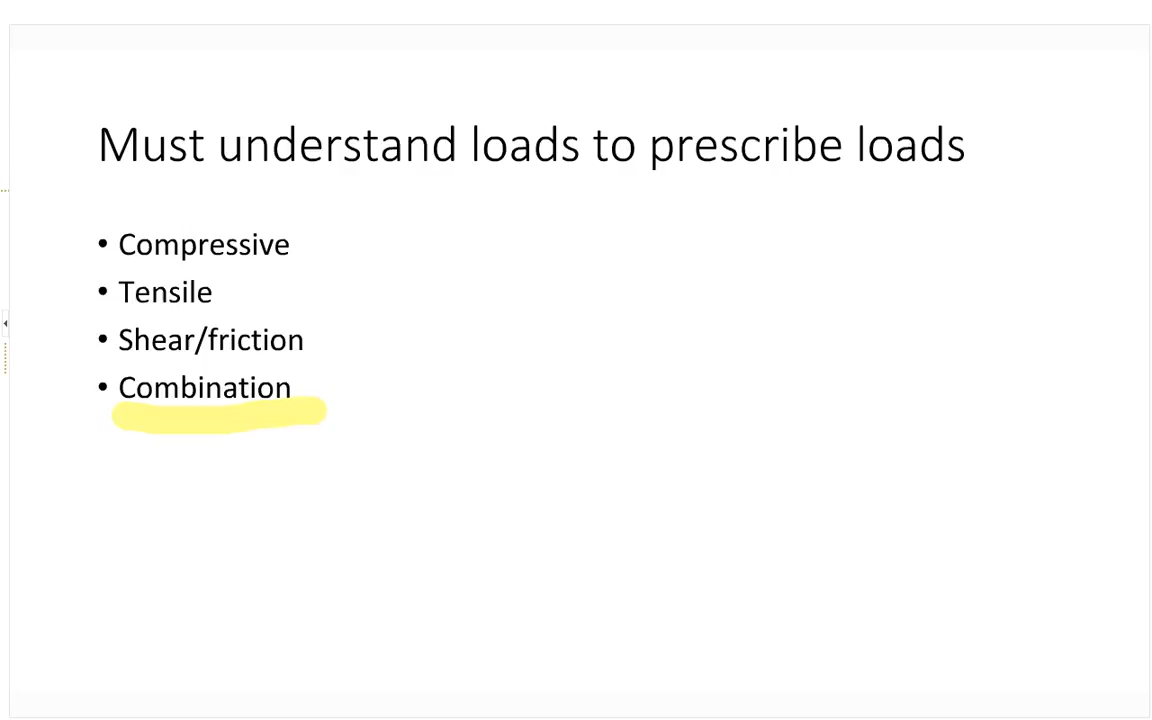 Must understand loads to prescribe loads
• Compressive
• Tensile
• Shear/friction
• Combination